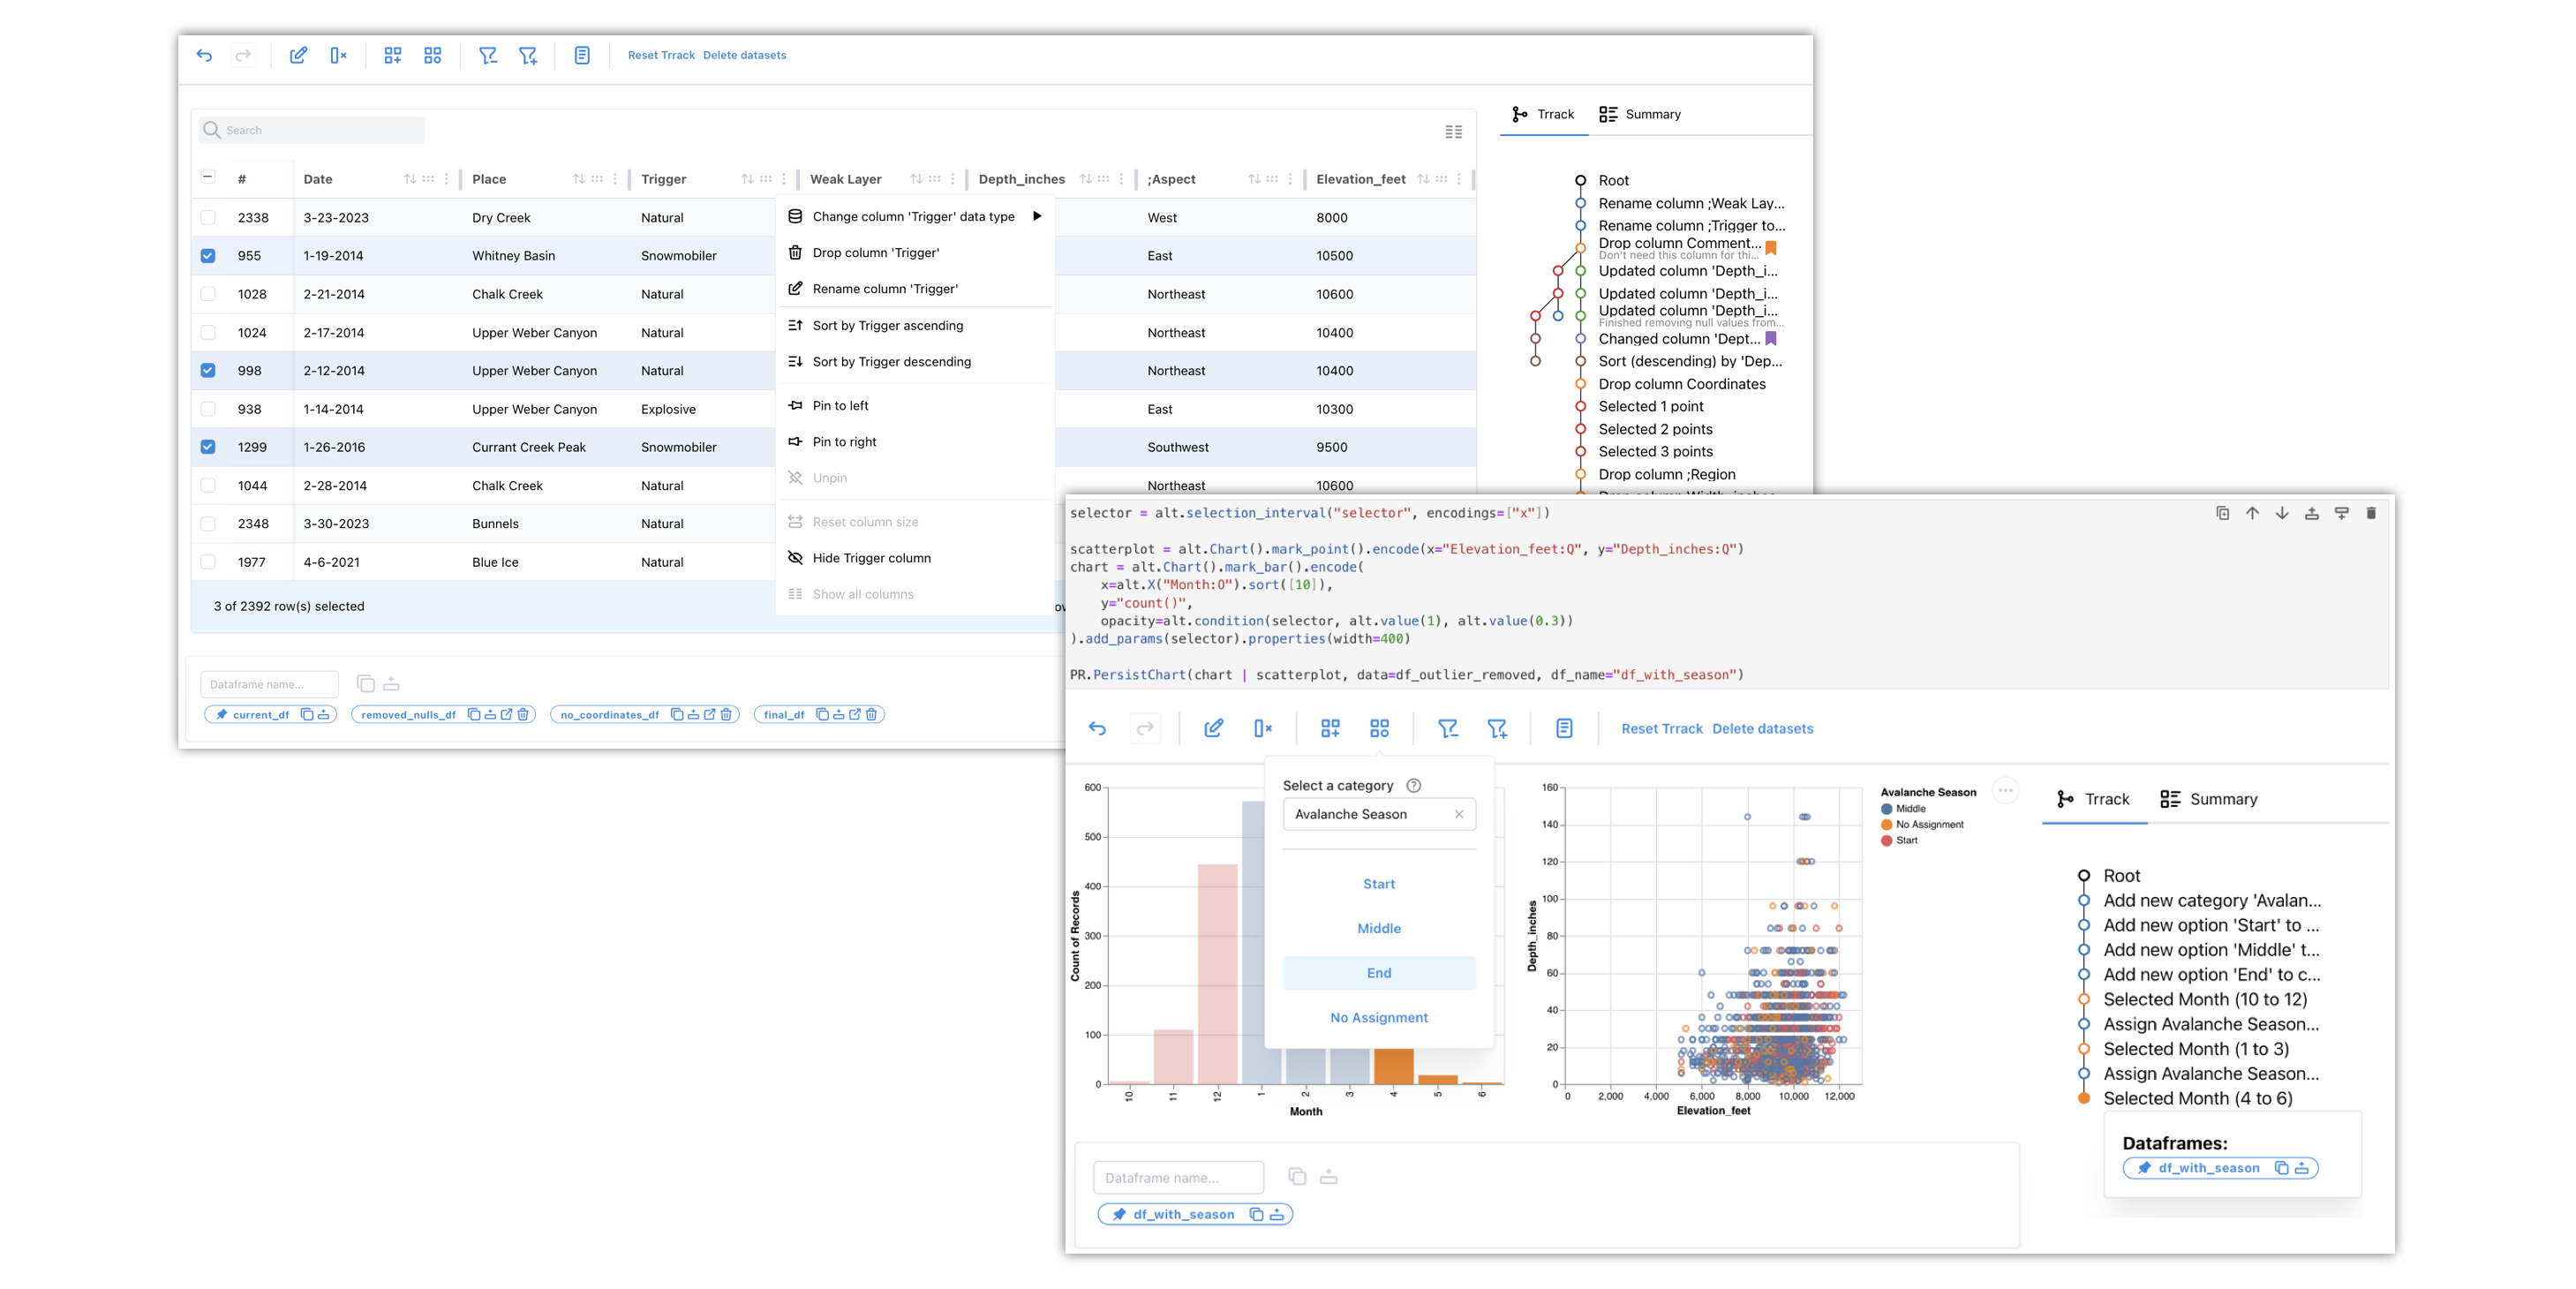 Reset Trrack Delete datasets
Search
Trrack Summary
# Date Place Trigger Weak Layer Depth_inches ;Aspect Elevation_feet
2338 3-23-2023 Dry Creek Natural West 8000
955 1-19-2014 Whitney Basin Snowmobiler East 10500
1028 2-21-2014 Chalk Creek Natural Northeast 10600
1024 2-17-2014 Upper Weber Canyon Natural Northeast 10400
998 2-12-2014 Upper Weber Canyon Natural Northeast 10400
938 1-14-2014 Upper Weber Canyon Explosive East 10300
1299 1-26-2016 Currant Creek Peak Snowmobiler Southwest 9500
1044 2-28-2014 Chalk Creek Natural Northeast 10600
2348 3-30-2023 Bunnels Natural
1977 4-6-2021 Blue Ice Natural
3 of 2392 row(s) selected
Change column 'Trigger' data type
Drop column 'Trigger'
Rename column 'Trigger'
Sort by Trigger ascending
Sort by Trigger descending
Pin to left
Pin to right
Unpin
Reset column size
Hide Trigger column
Show all columns
Root
Rename column ;Weak Lay...
Rename column ;Trigger to...
Drop column Comment...
Don't need this column for thi...
Updated column 'Depth_i...
Updated column 'Depth_i...
Updated column 'Depth_i...
Finished removing null values from...
Changed column 'Dept...
Sort (descending) by 'Dep...
Drop column Coordinates
Selected 1 point
Selected 2 points
Selected 3 points
Drop column ;Region
Dataframe name...
current_df removed_nulls_df no_coordinates_df final_df
selector = alt.selection_interval("selector", encodings=["x"])
scatterplot = alt.Chart().mark_point().encode(x="Elevation_feet:Q", y="Depth_inches:Q")
chart = alt.Chart().mark_bar().encode(
x=alt.X("Month:O").sort([10]),
y="count()",
opacity=alt.condition(selector, alt.value(1), alt.value(0.3))
).add_params(selector).properties(width=400)
PR.PersistChart(chart | scatterplot, data=df_outlier_removed, df_name="df_with_season")
Reset Trrack Delete datasets
Select a category ?
Avalanche Season
Start
Middle
End
No Assignment
Count of Records
600
500
400
300
200
100
0
10 11 12 1 2 3 4 5 6
Month
Depth_inches
160
140
120
100
80
60
40
20
0
0 2,000 4,000 6,000 8,000 10,000 12,000
Elevation_feet
Avalanche Season
Middle
No Assignment
Start
Trrack Summary
Root
Add new category 'Avalan...
Add new option 'Start' to ...
Add new option 'Middle' t...
Add new option 'End' to c...
Selected Month (10 to 12)
Assign Avalanche Season...
Selected Month (1 to 3)
Assign Avalanche Season...
Selected Month (4 to 6)
Dataframes:
df_with_season
Dataframe name...
df_with_season